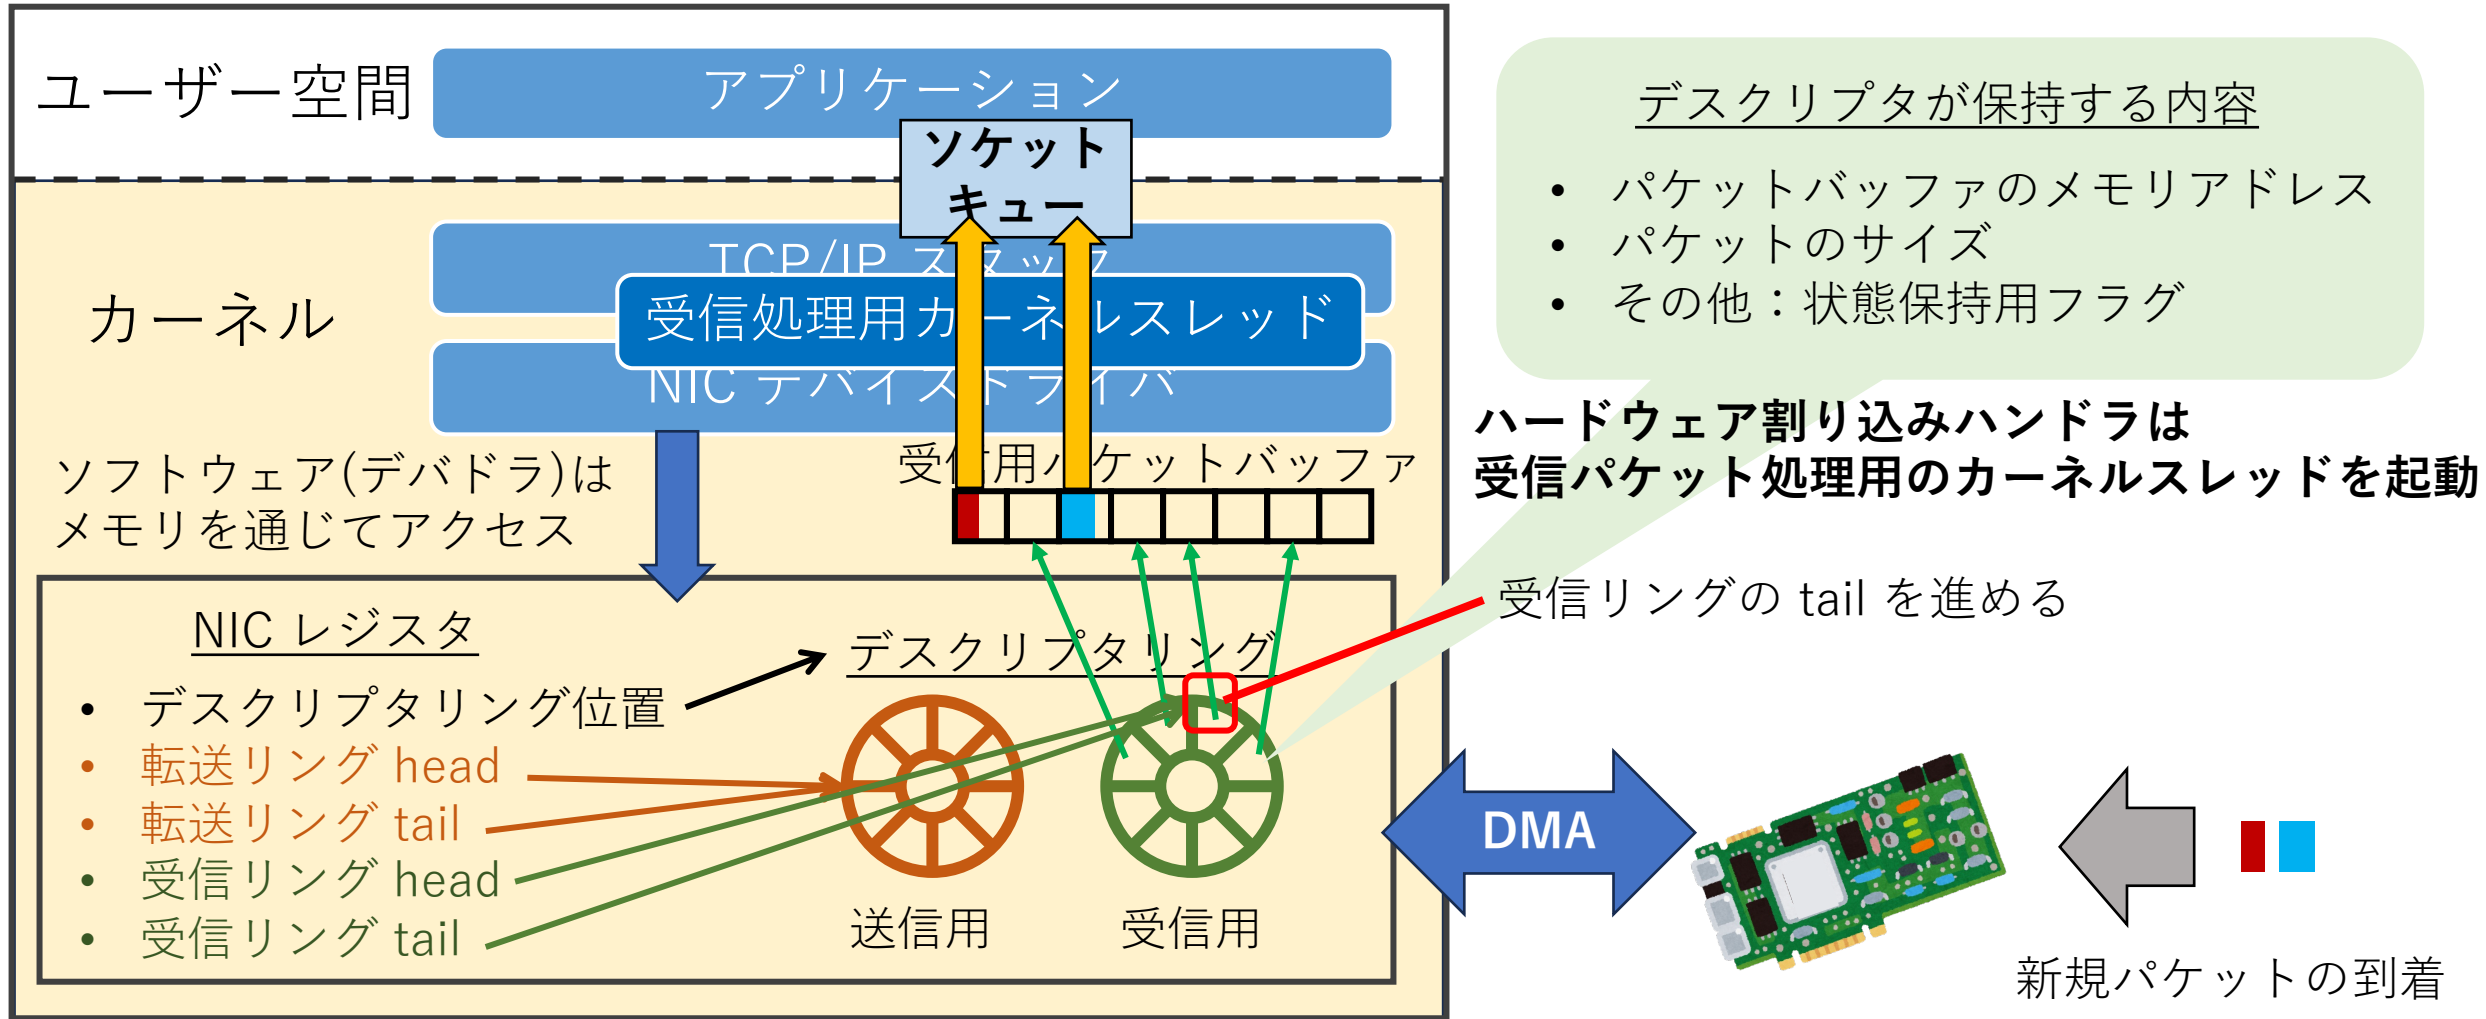 ユーザー空間
アプリケーション
ソケット
キュー
カーネル
TCP/IP スタック
受信処理用カーネルスレッド
NIC デバイスドライバ
ソフトウェア(デバドラ)は
メモリを通じてアクセス
受信用パケットバッファ
NIC レジスタ
• デスクリプタリング位置
• 転送リング head
• 転送リング tail
• 受信リング head
• 受信リング tail
デスクリプタリング
送信用
受信用
デスクリプタが保持する内容
• パケットバッファのメモリアドレス
• パケットのサイズ
• その他：状態保持用フラグ
ハードウェア割り込みハンドラは
受信パケット処理用のカーネルスレッドを起動
受信リングの tail を進める
DMA
新規パケットの到着